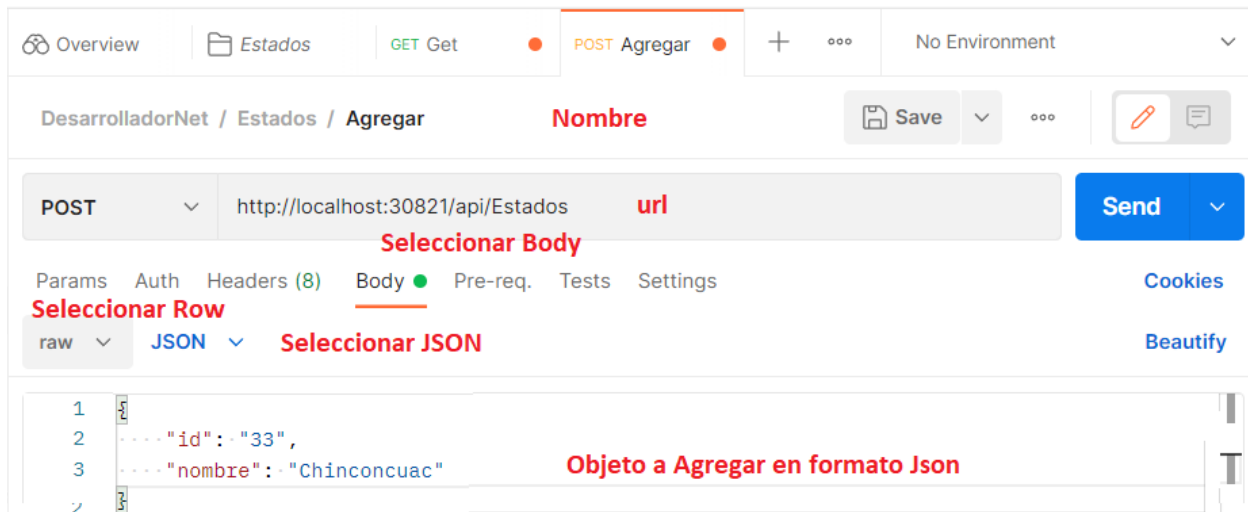 Overview Estados GET Get POST Agregar No Environment
DesarrolladorNet / Estados / Agregar Nombre Save
POST http://localhost:30821/api/Estados url Send
Seleccionar Body
Params Auth Headers (8) Body Pre-req. Tests Settings Cookies
Seleccionar Row
raw JSON Seleccionar JSON Beautify
1 {
2 "id": "33",
3 "nombre": "Chinconcuac" Objeto a Agregar en formato Json
}